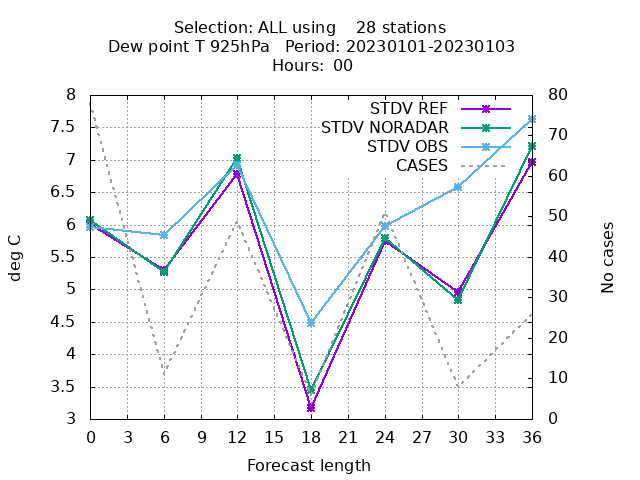 Selection: ALL using    28 stations
Dew point T 925hPa   Period: 20230101-20230103
Hours: 00
STDV REF
STDV NORADAR
STDV OBS
CASES
8
7.5
7
6.5
6
5.5
5
4.5
4
3.5
3
80
70
60
50
40
30
20
10
0
deg C
No cases
0 3 6 9 12 15 18 21 24 27 30 33 36
Forecast length